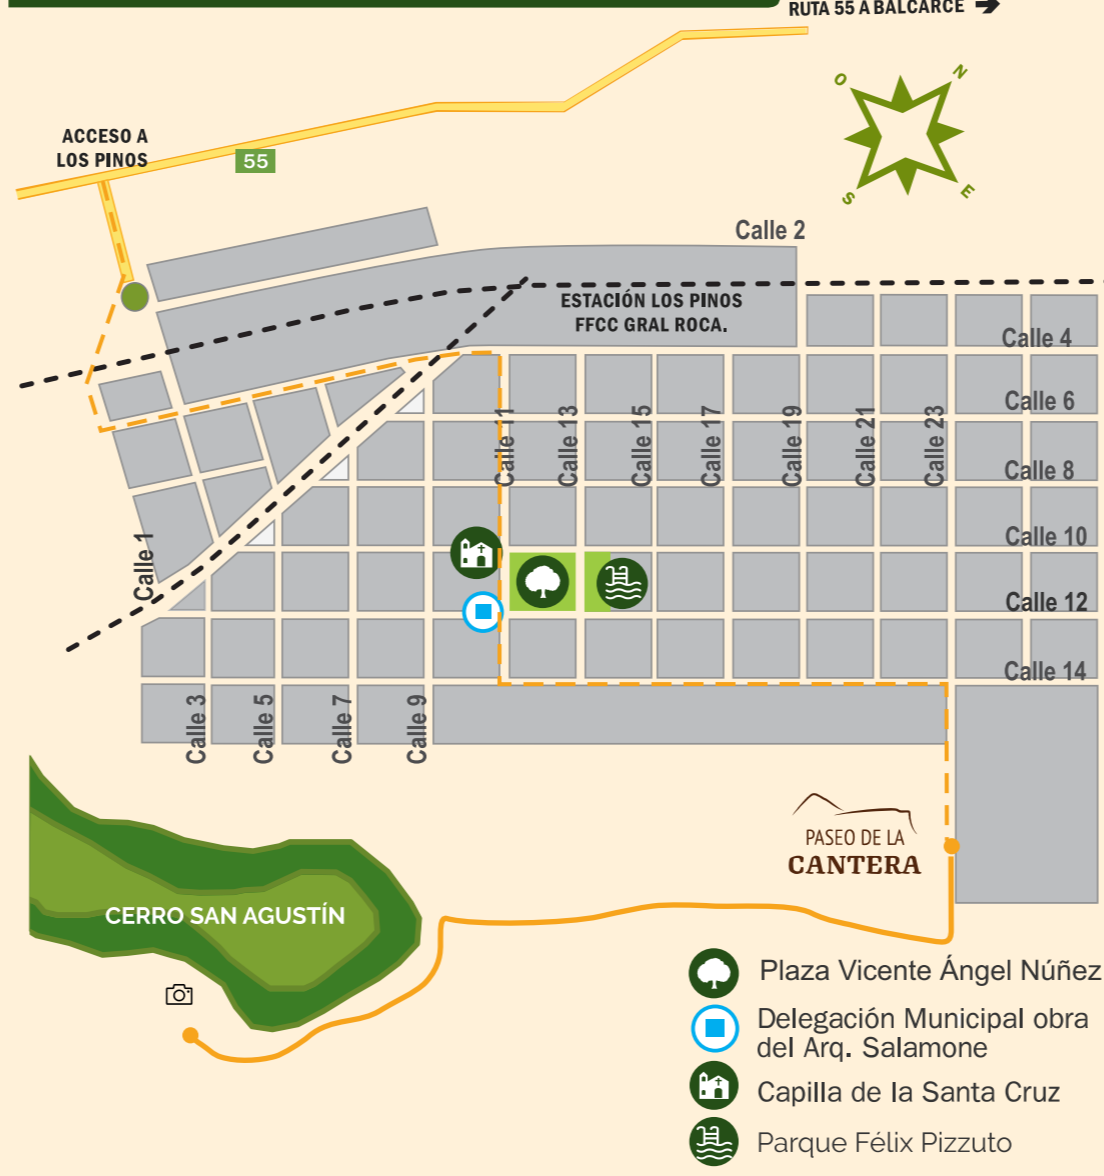 RUTA 55 A BALCARCE
ACCESO A
LOS PINOS
55
O
N
S
E
Calle 2
ESTACIÓN LOS PINOS
FFCC GRAL ROCA.
Calle 4
Calle 6
Calle 8
Calle 10
Calle 12
Calle 14
Calle 11
Calle 13
Calle 15
Calle 17
Calle 19
Calle 21
Calle 23
Calle 1
Calle 3
Calle 5
Calle 7
Calle 9
PASEO DE LA
CANTERA
CERRO SAN AGUSTÍN
Plaza Vicente Ángel Núñez
Delegación Municipal obra
del Arq. Salamone
Capilla de la Santa Cruz
Parque Félix Pizzuto